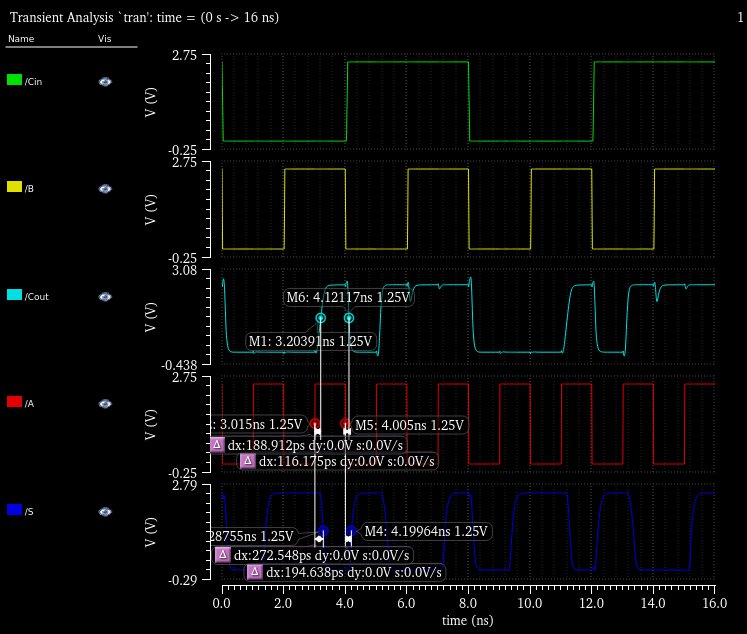 Transient Analysis `tran': time = (0 s -> 16 ns)
1
Name Vis
/Cin
2.75
V (V)
-0.25
/B
2.75
V (V)
-0.25
/Cout
3.08
V (V)
-0.438
M6: 4.12117ns 1.25V
M1: 3.20391ns 1.25V
/A
2.75
V (V)
-0.25
: 3.015ns 1.25V
M5: 4.005ns 1.25V
Δ dx:188.912ps dy:0.0V s:0.0V/s
Δ dx:116.175ps dy:0.0V s:0.0V/s
/S
2.79
V (V)
-0.29
28755ns 1.25V
M4: 4.19964ns 1.25V
Δ dx:272.548ps dy:0.0V s:0.0V/s
Δ dx:194.638ps dy:0.0V s:0.0V/s
0.0 2.0 4.0 6.0 8.0 10.0 12.0 14.0 16.0
time (ns)